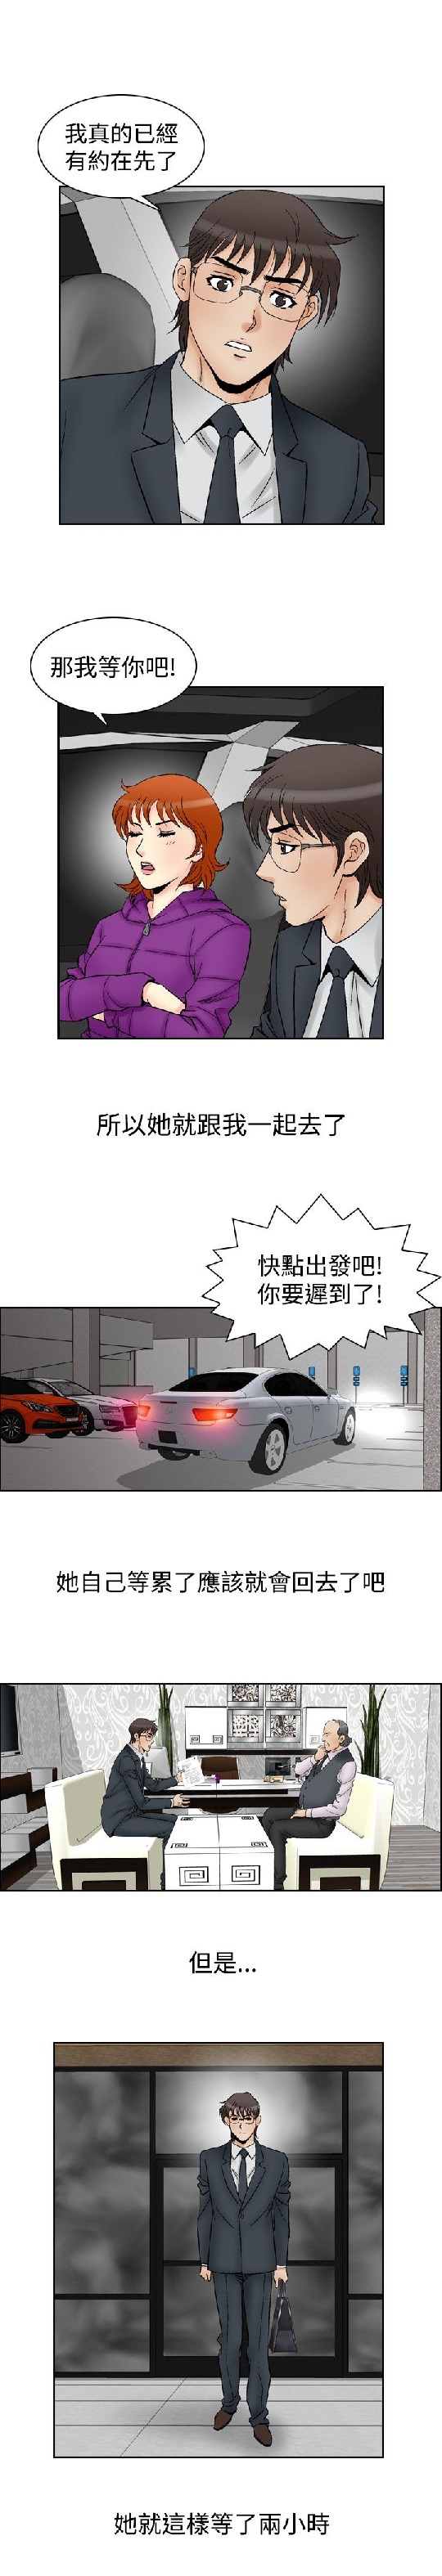 我真的已經
有約在先了
那我等你吧!
所以她就跟我一起去了
快點出發吧!
你要遲到了!
她自己等累了應該就會回去了吧
但是...
她就這樣等了兩小時